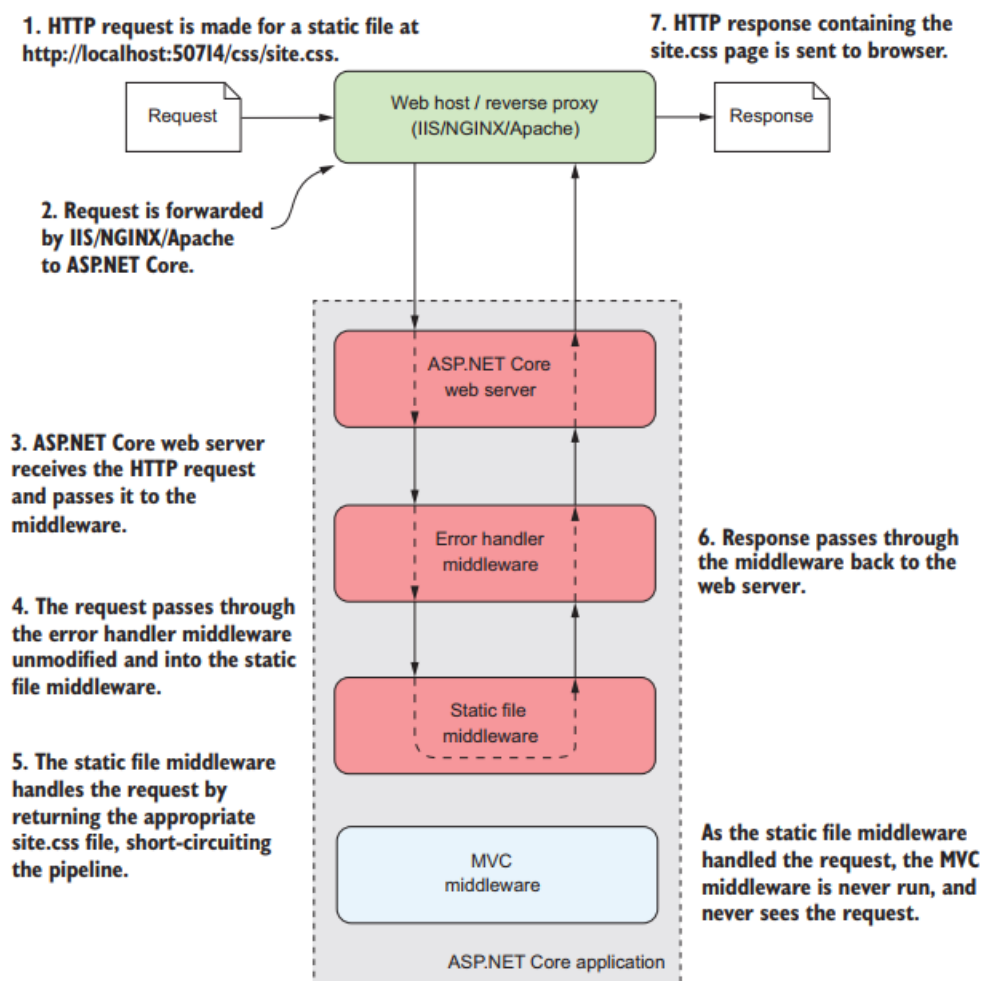 1. HTTP request is made for a static file at
http://localhost:50714/css/site.css.
7. HTTP response containing the
site.css page is sent to browser.
Request
Web host / reverse proxy
(IIS/NGINX/Apache)
Response
2. Request is forwarded
by IIS/NGINX/Apache
to ASP.NET Core.
ASP.NET Core
web server
3. ASP.NET Core web server
receives the HTTP request
and passes it to the
middleware.
Error handler
middleware
6. Response passes through
the middleware back to the
web server.
4. The request passes through
the error handler middleware
unmodified and into the static
file middleware.
Static file
middleware
5. The static file middleware
handles the request by
returning the appropriate
site.css file, short-circuiting
the pipeline.
MVC
middleware
As the static file middleware
handled the request, the MVC
middleware is never run, and
never sees the request.
ASP.NET Core application